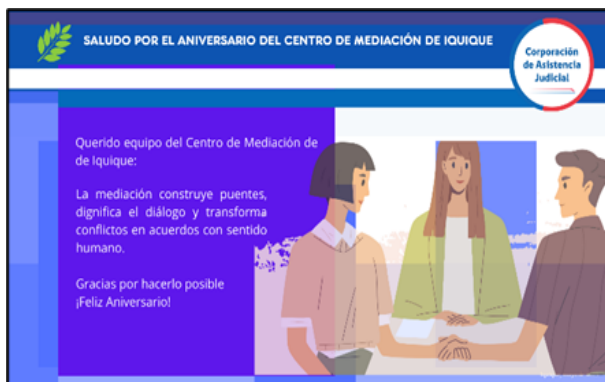 SALUDO POR EL ANIVERSARIO DEL CENTRO DE MEDIACIÓN DE IQUIQUE
Corporación
de Asistencia
Judicial
Querido equipo del Centro de Mediación de
de Iquique:
La mediación construye puentes,
dignifica el diálogo y transforma
conflictos en acuerdos con sentido
humano.
Gracias por hacerlo posible
¡Feliz Aniversario!